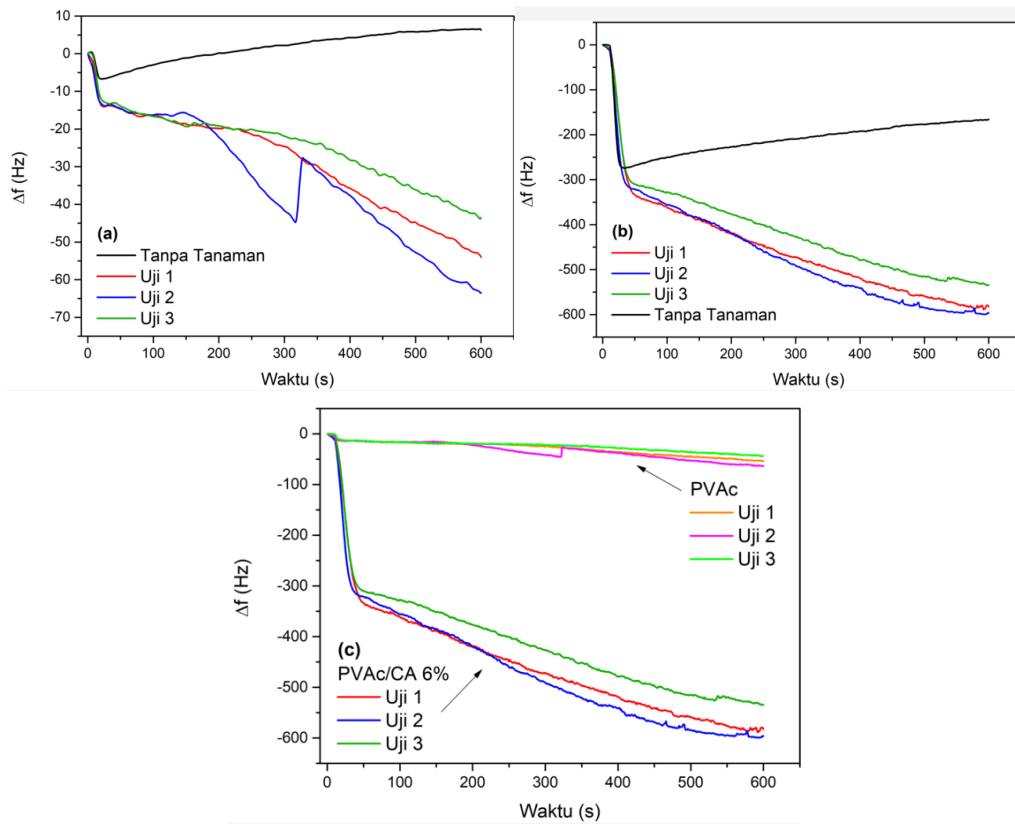 10
0
-10
-20
-30
-40
-50
-60
-70
Δf (Hz)
(a)
Tanpa Tanaman
Uji 1
Uji 2
Uji 3
0 100 200 300 400 500 600
Waktu (s)
0
-100
-200
-300
-400
-500
-600
Δf (Hz)
(b)
Uji 1
Uji 2
Uji 3
Tanpa Tanaman
0 100 200 300 400 500 600
Waktu (s)
0
-100
-200
-300
-400
-500
-600
Δf (Hz)
PVAc
Uji 1
Uji 2
Uji 3
(c)
PVAc/CA 6%
Uji 1
Uji 2
Uji 3
0 100 200 300 400 500 600
Waktu (s)